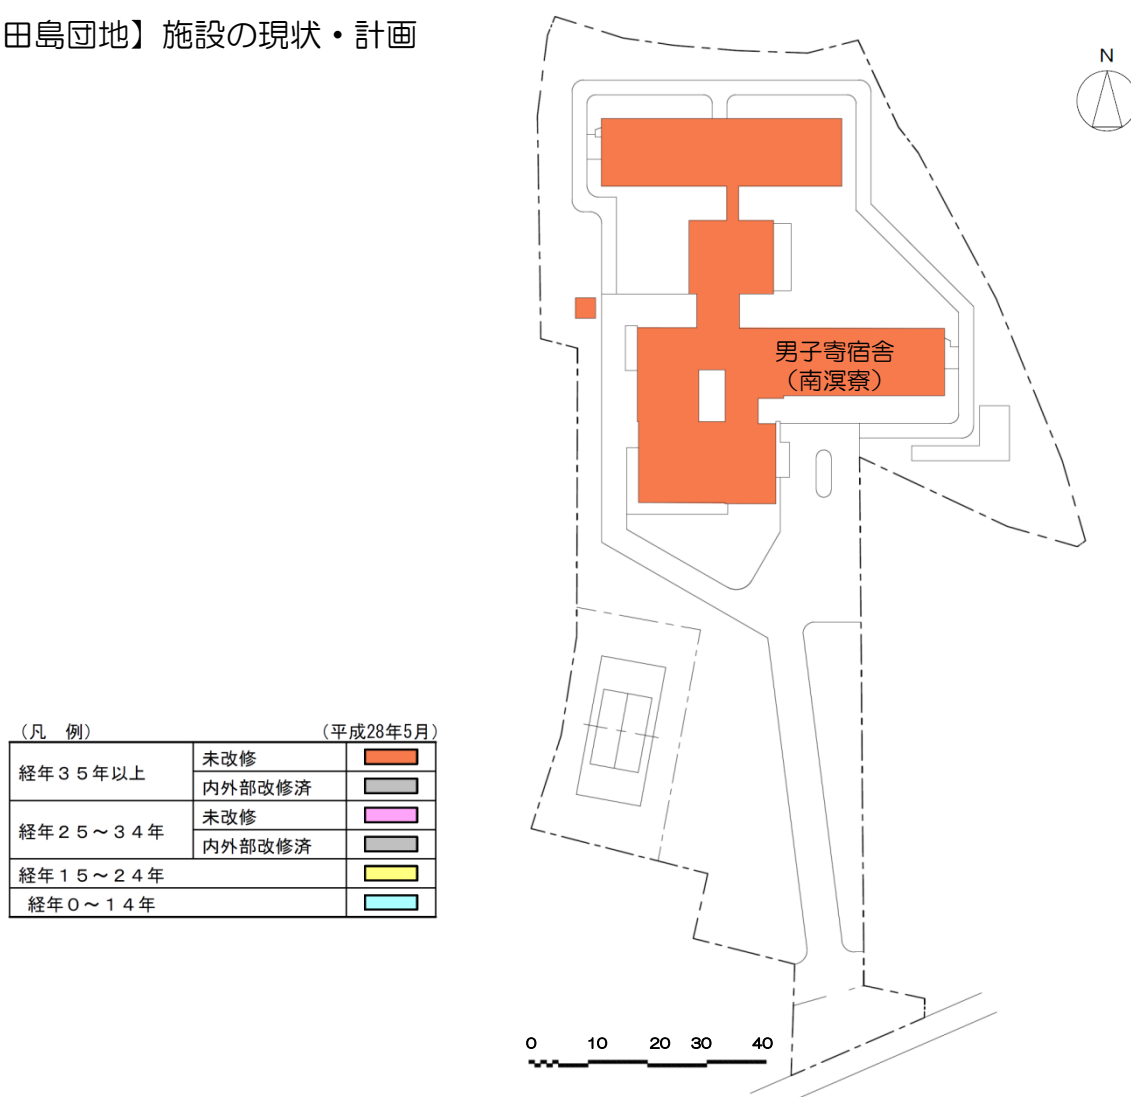 田島団地】施設の現状・計画
N
男子寄宿舎
（南溟寮）
（凡　例） （平成28年5月）
経年３５年以上 未改修
内外部改修済
経年２５～３４年 未改修
内外部改修済
経年１５～２４年
経年０～１４年
0 10 20 30 40